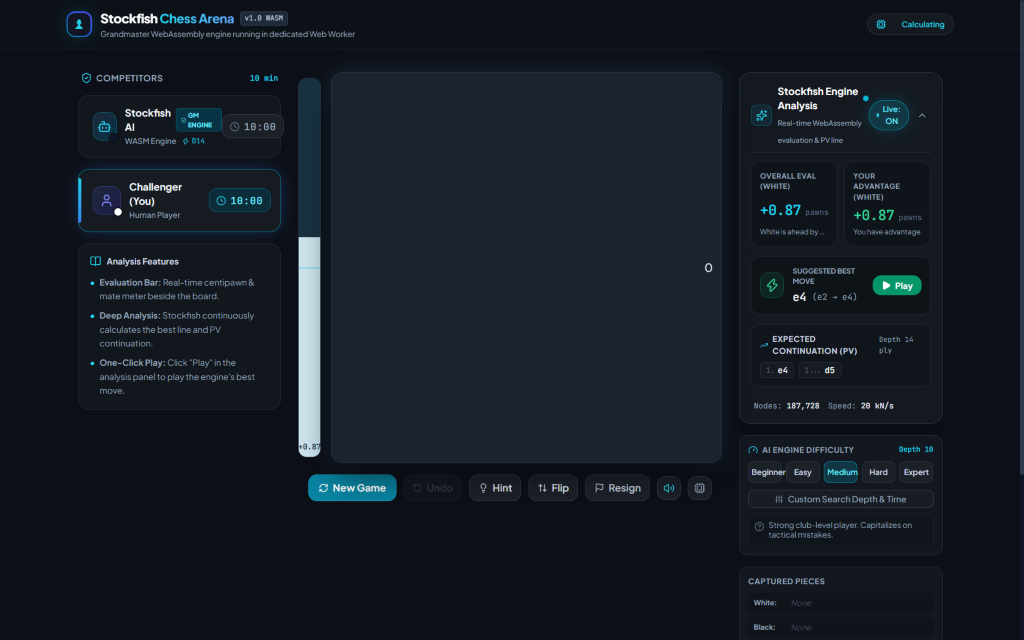 Stockfish Chess Arena v1.0 WASM
Grandmaster WebAssembly engine running in dedicated Web Worker
Calculating
COMPETITORS 10 min
Stockfish AI
GM ENGINE
10:00
WASM Engine D14
Challenger (You)
10:00
Human Player
Analysis Features
Evaluation Bar: Real-time centipawn &
mate meter beside the board.
Deep Analysis: Stockfish continuously
calculates the best line and PV
continuation.
One-Click Play: Click "Play" in the
analysis panel to play the engine's best
move.
+0.87
0
New Game Undo Hint Flip Resign
Stockfish Engine
Analysis
Real-time WebAssembly
evaluation & PV line
Live:
ON
OVERALL EVAL
(WHITE)
+0.87 pawns
White is ahead by ...
YOUR
ADVANTAGE
(WHITE)
+0.87 pawns
You have advantage
SUGGESTED BEST
MOVE
e4 (e2 → e4)
Play
EXPECTED
CONTINUATION (PV)
Depth 14
ply
1. e4 1... d5
Nodes: 187,728 Speed: 20 kN/s
AI ENGINE DIFFICULTY Depth 10
Beginner Easy Medium Hard Expert
Custom Search Depth & Time
Strong club-level player. Capitalizes on
tactical mistakes.
CAPTURED PIECES
White: None
Black: None